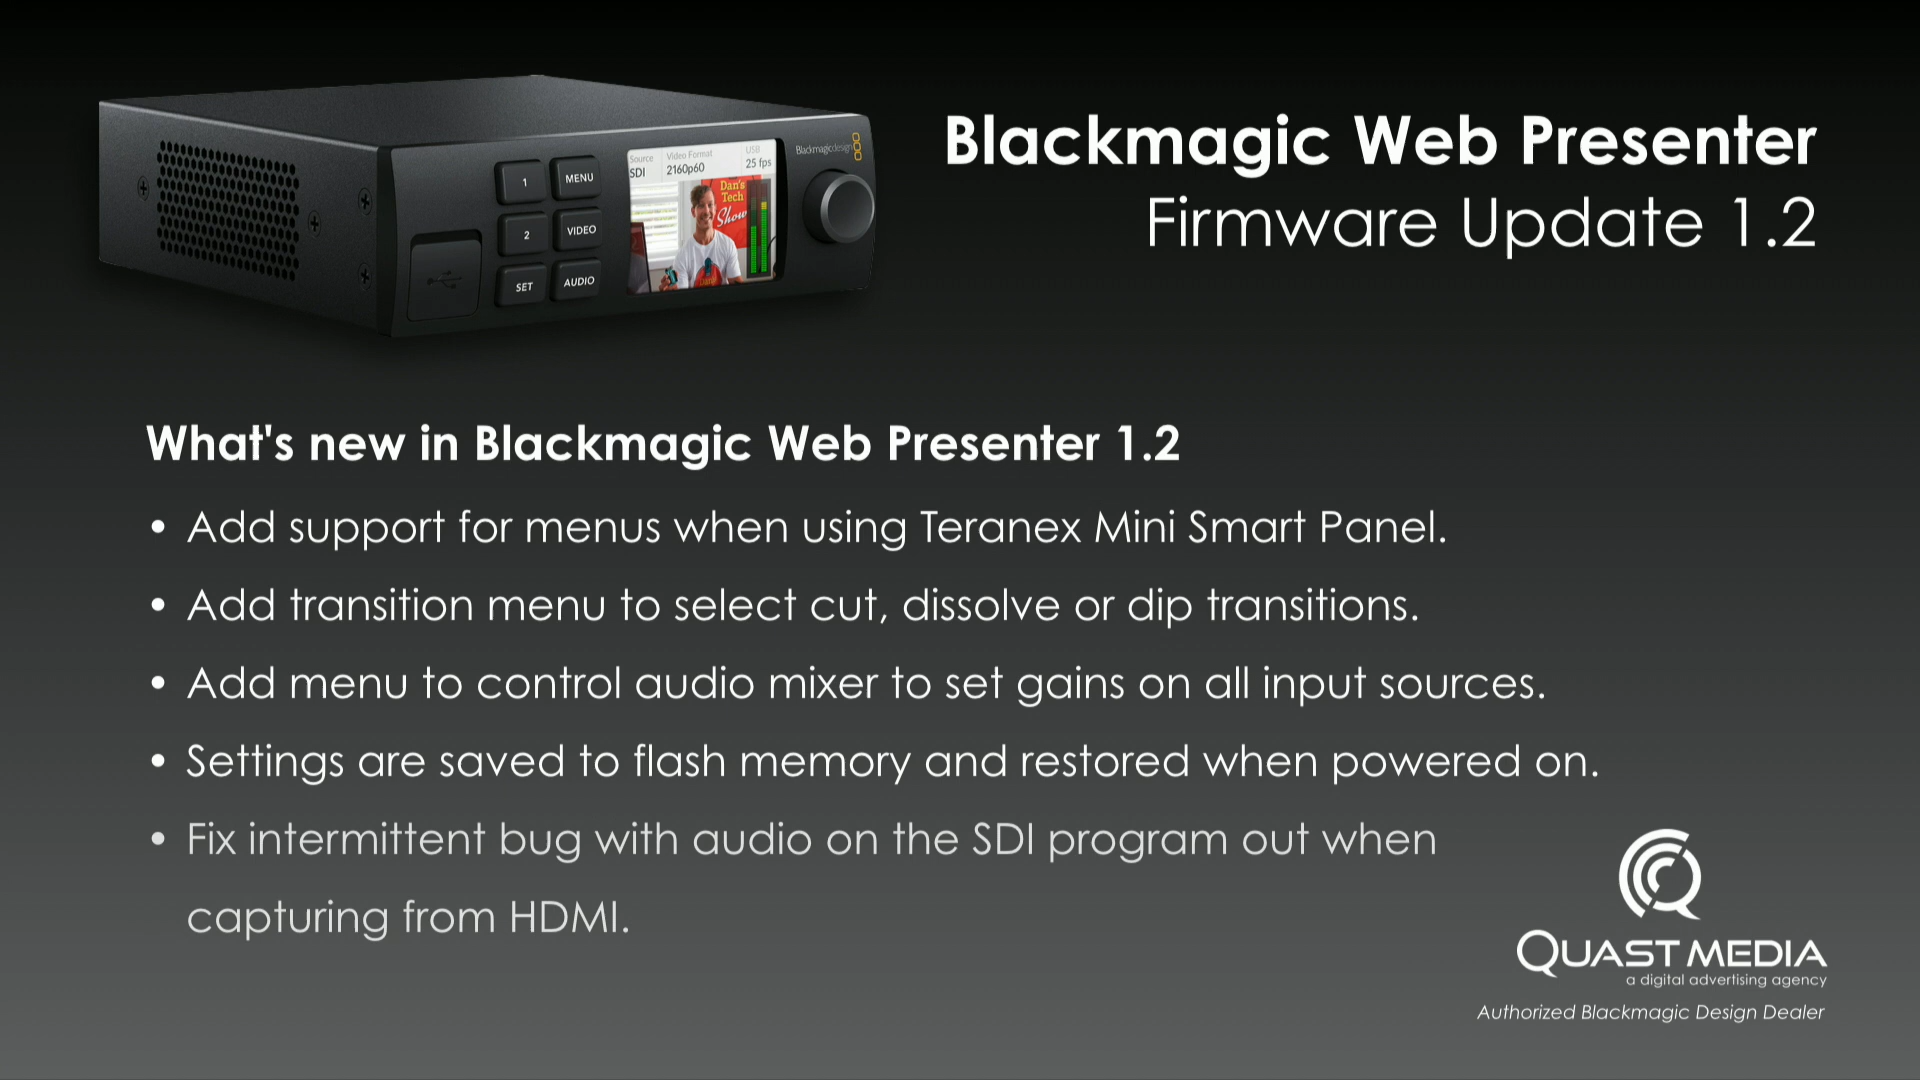 Blackmagic Web Presenter
Firmware Update 1.2
Source
SDI
Video Format
2160p60
USB
25 fps
Blackmagicdesign
1
MENU
2
VIDEO
SET
AUDIO
Dan's
Tech
Show
What's new in Blackmagic Web Presenter 1.2
• Add support for menus when using Teranex Mini Smart Panel.
• Add transition menu to select cut, dissolve or dip transitions.
• Add menu to control audio mixer to set gains on all input sources.
• Settings are saved to flash memory and restored when powered on.
• Fix intermittent bug with audio on the SDI program out when
capturing from HDMI.
QUAST MEDIA
a digital advertising agency
Authorized Blackmagic Design Dealer